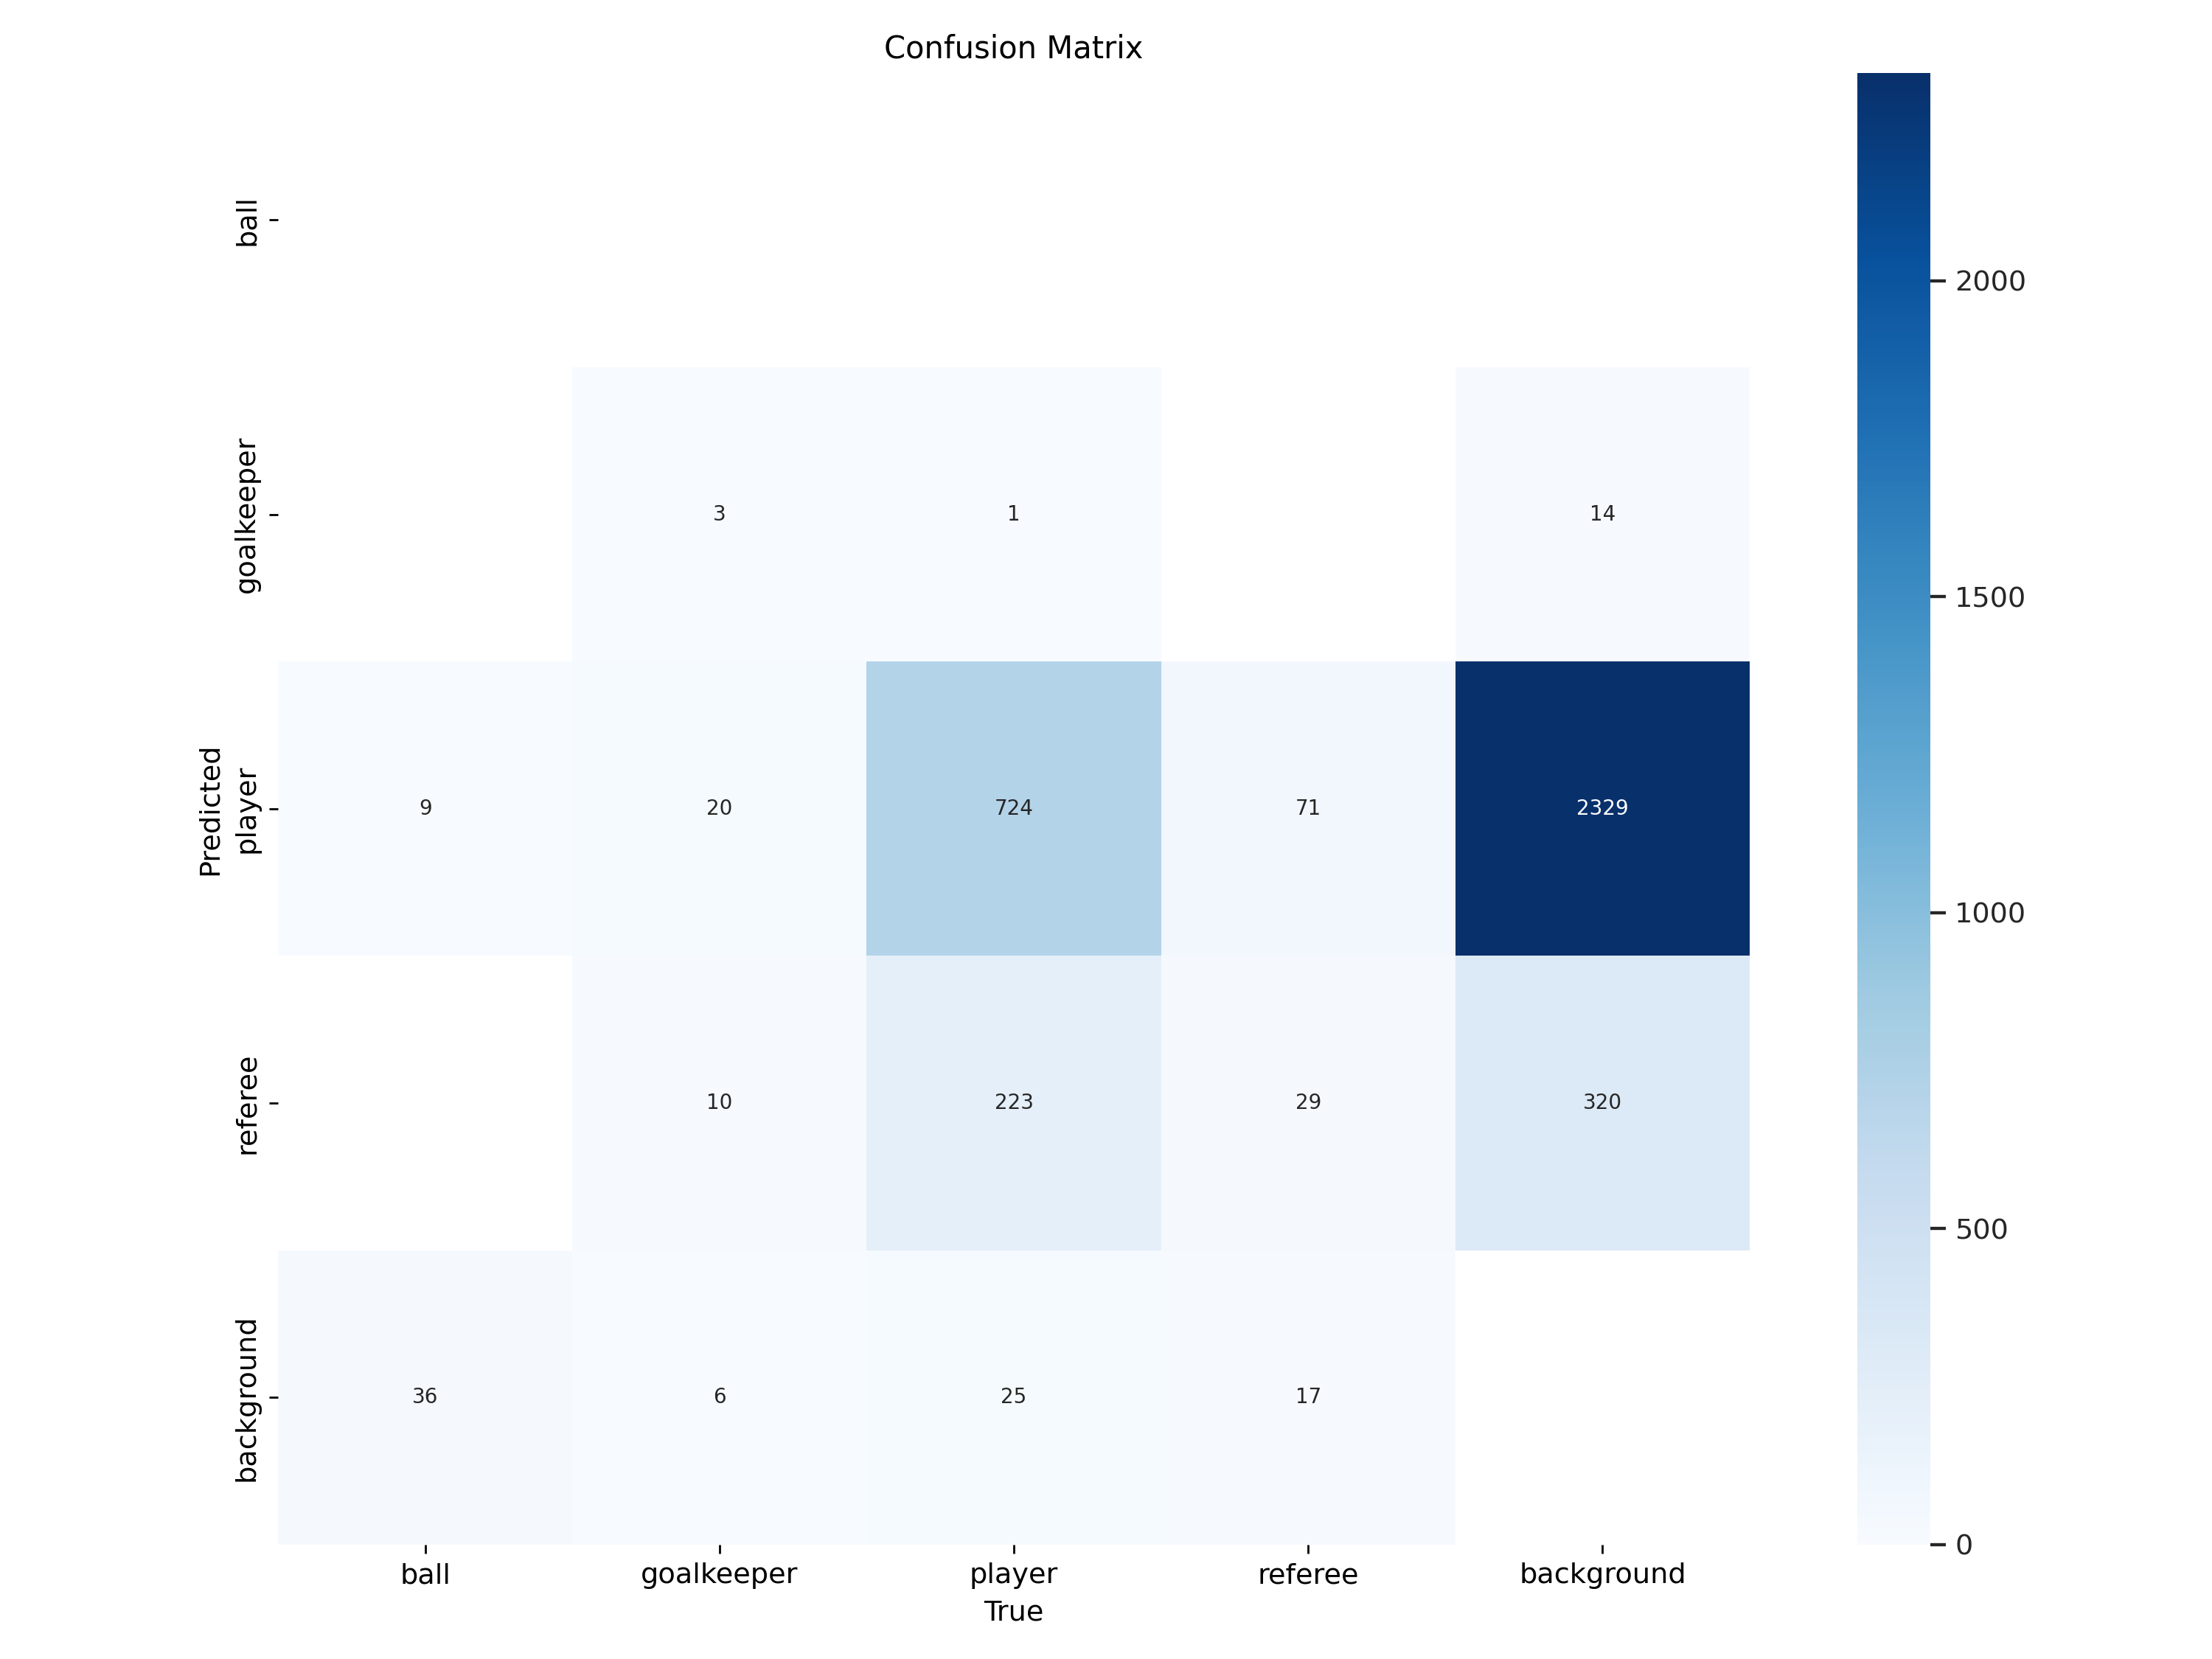 Confusion Matrix
ball
goalkeeper
3 1 14
Predicted
player
9 20 724 71 2329
referee
10 223 29 320
background
36 6 25 17
ball goalkeeper player referee background
True
2000
1500
1000
500
0